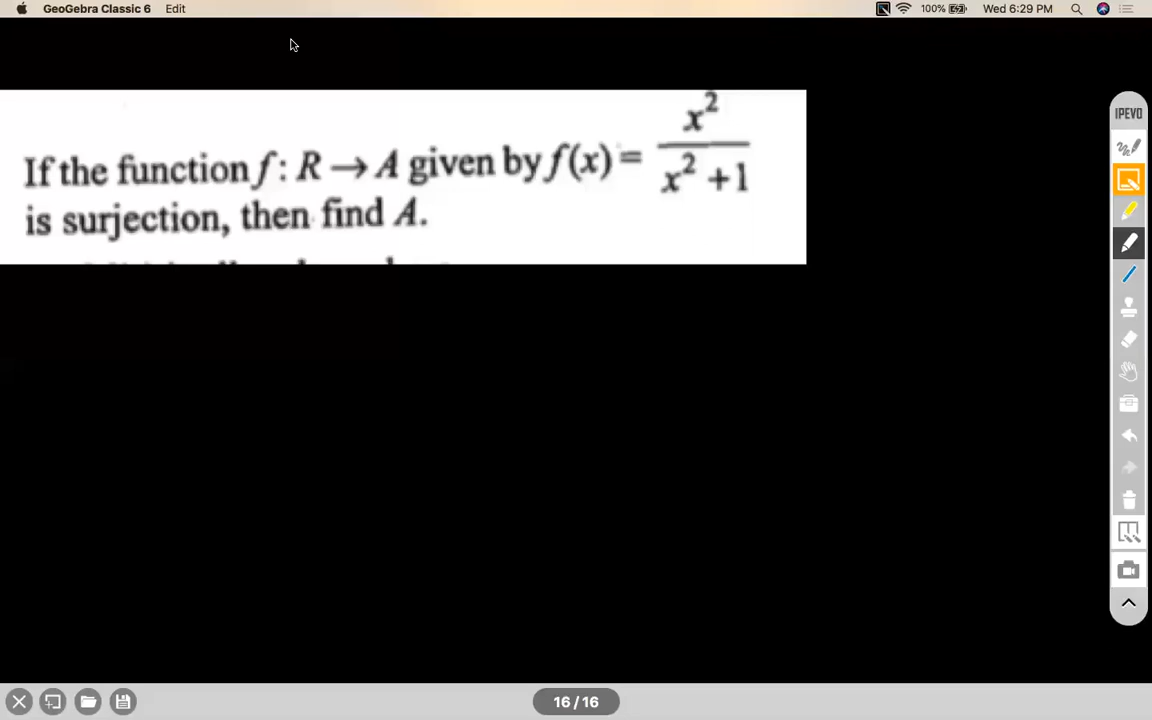 GeoGebra Classic 6 Edit 100% Wed 6:29 PM
IPEVO
If the function f : R → A given by f(x) = x² / x² + 1
is surjection, then find A.
16 / 16